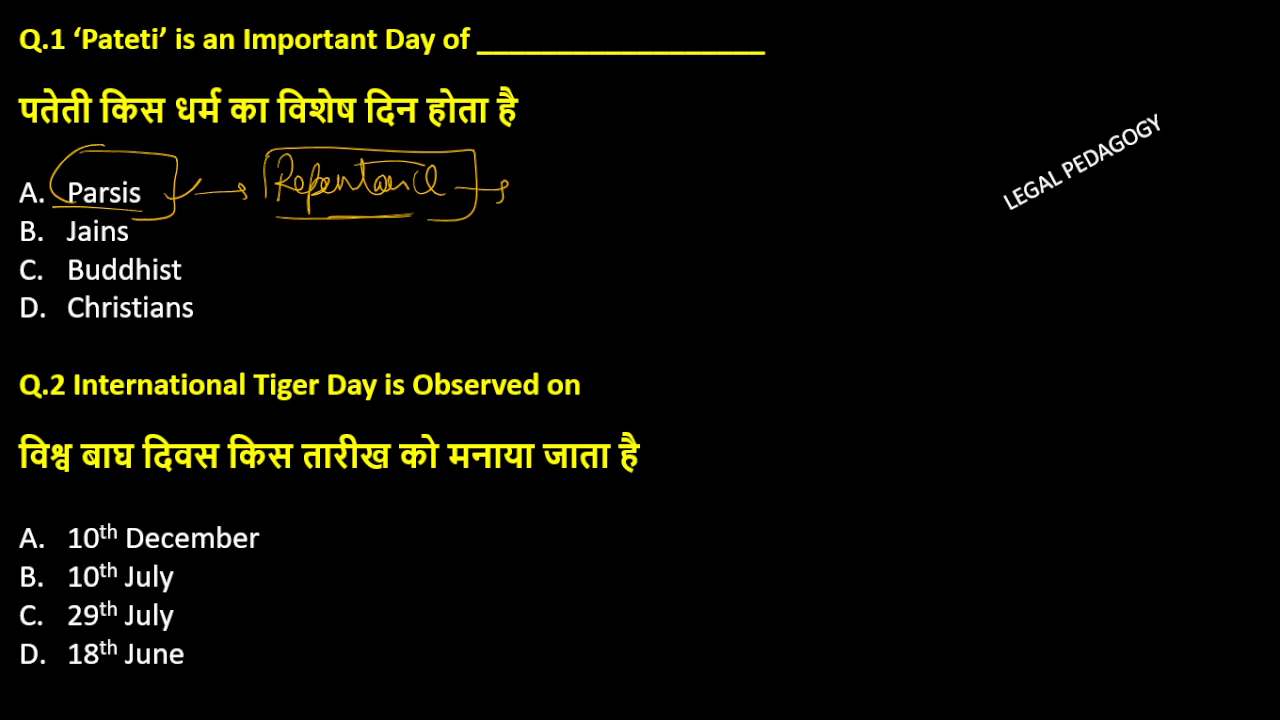 Q.1 ‘Pateti’ is an Important Day of __________________
पतेती किस धर्म का विशेष दिन होता है
LEGAL PEDAGOGY
A. Parsis Repentance
B. Jains
C. Buddhist
D. Christians
Q.2 International Tiger Day is Observed on
विश्व बाघ दिवस किस तारीख को मनाया जाता है
A. 10th December
B. 10th July
C. 29th July
D. 18th June